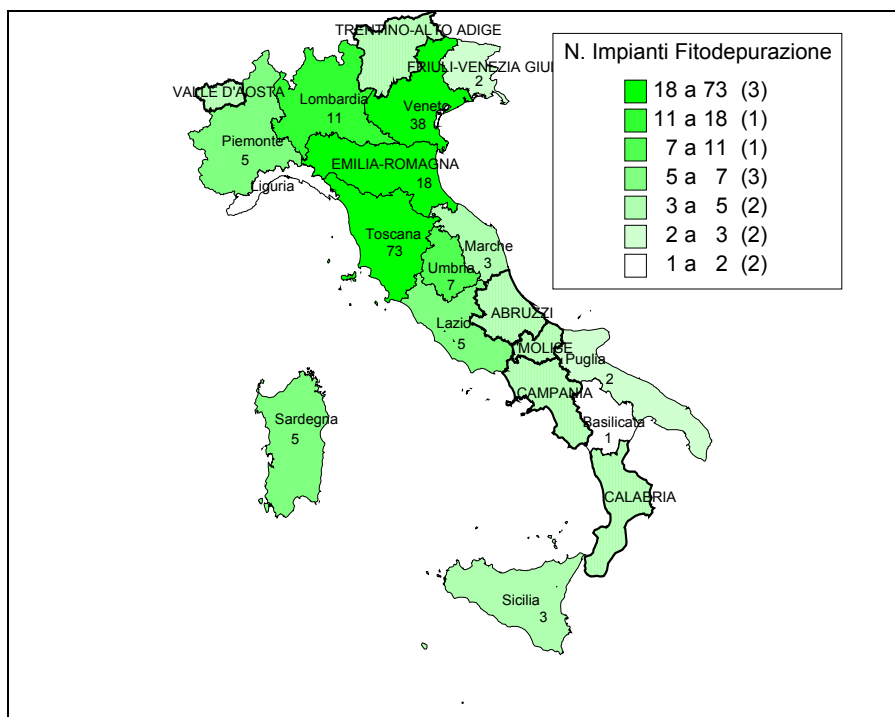 TRENTINO-ALTO ADIGE
FRIULI-VENEZIA GIUL
2
VALLE D'AOSTA
Lombardia
11
Veneto
38
Piemonte
5
EMILIA-ROMAGNA
18
Liguria
Toscana
73
Marche
3
Umbria
7
ABRUZZI
Lazio
5
MOLISE
Puglia
2
CAMPANIA
Basilicata
1
Sardegna
5
CALABRIA
Sicilia
3
N. Impianti Fitodepurazione
18 a 73 (3)
11 a 18 (1)
7 a 11 (1)
5 a 7 (3)
3 a 5 (2)
2 a 3 (2)
1 a 2 (2)